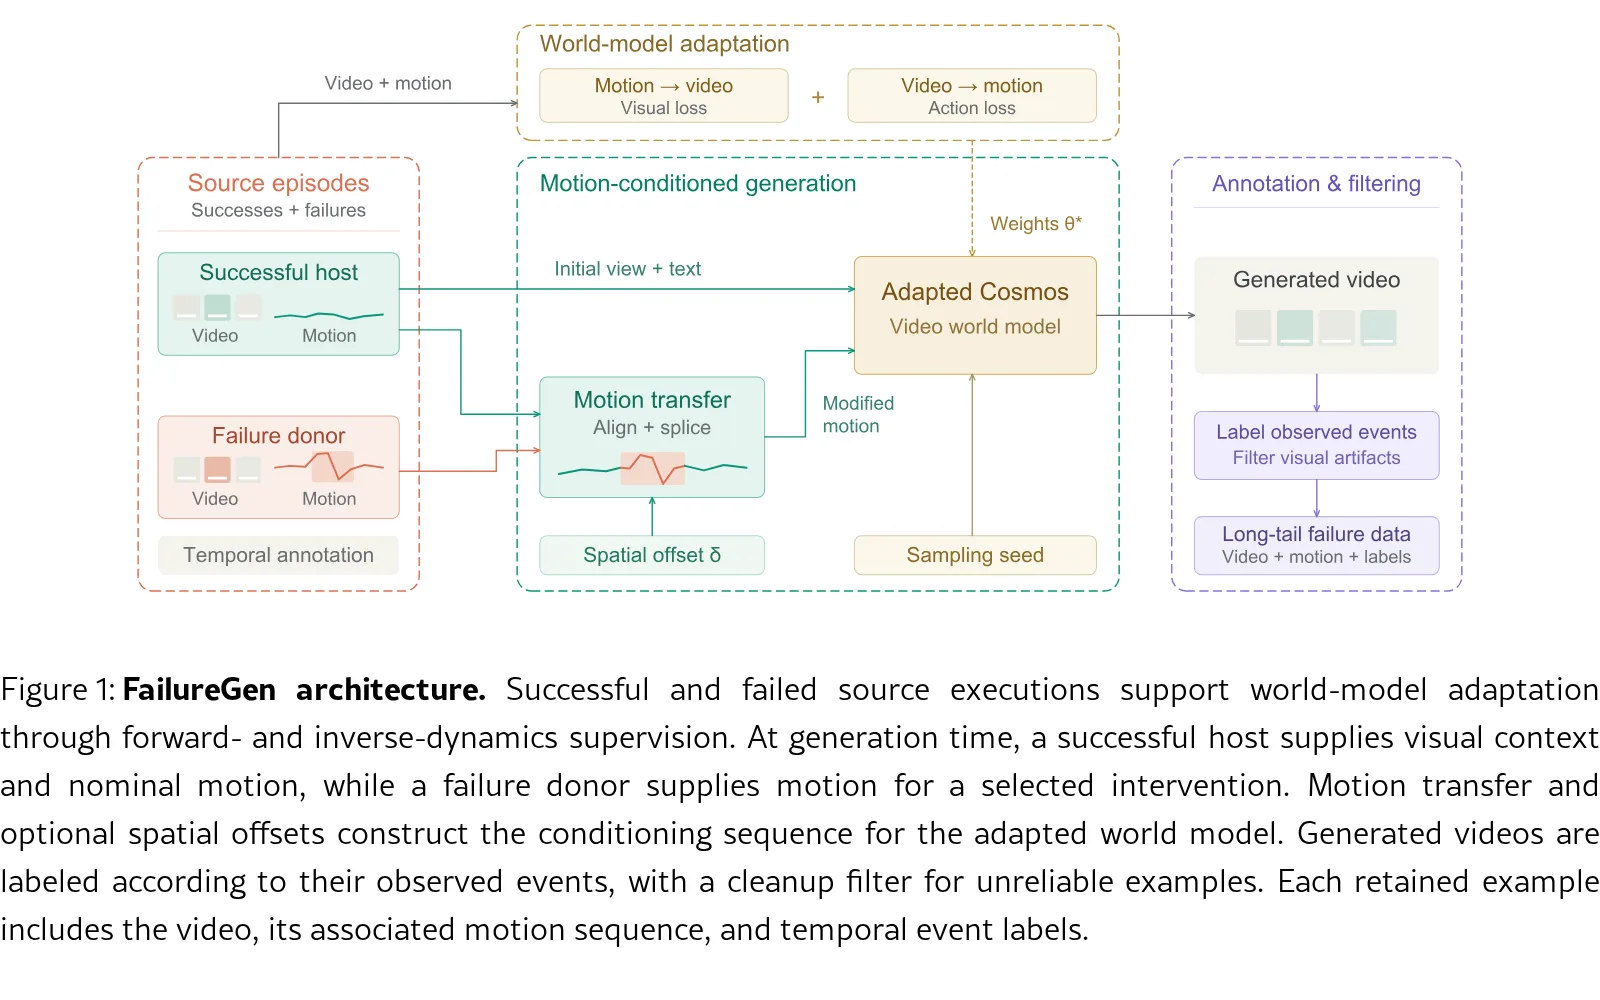 World-model adaptation
Motion → video
Visual loss
+
Video → motion
Action loss
Video + motion
Source episodes
Successes + failures
Successful host
Video
Motion
Failure donor
Video
Motion
Temporal annotation
Motion-conditioned generation
Initial view + text
Weights θ*
Adapted Cosmos
Video world model
Motion transfer
Align + splice
Modified
motion
Spatial offset δ
Sampling seed
Annotation & filtering
Generated video
Label observed events
Filter visual artifacts
Long-tail failure data
Video + motion + labels
Figure 1: FailureGen architecture. Successful and failed source executions support world-model adaptation
through forward- and inverse-dynamics supervision. At generation time, a successful host supplies visual context
and nominal motion, while a failure donor supplies motion for a selected intervention. Motion transfer and
optional spatial offsets construct the conditioning sequence for the adapted world model. Generated videos are
labeled according to their observed events, with a cleanup filter for unreliable examples. Each retained example
includes the video, its associated motion sequence, and temporal event labels.